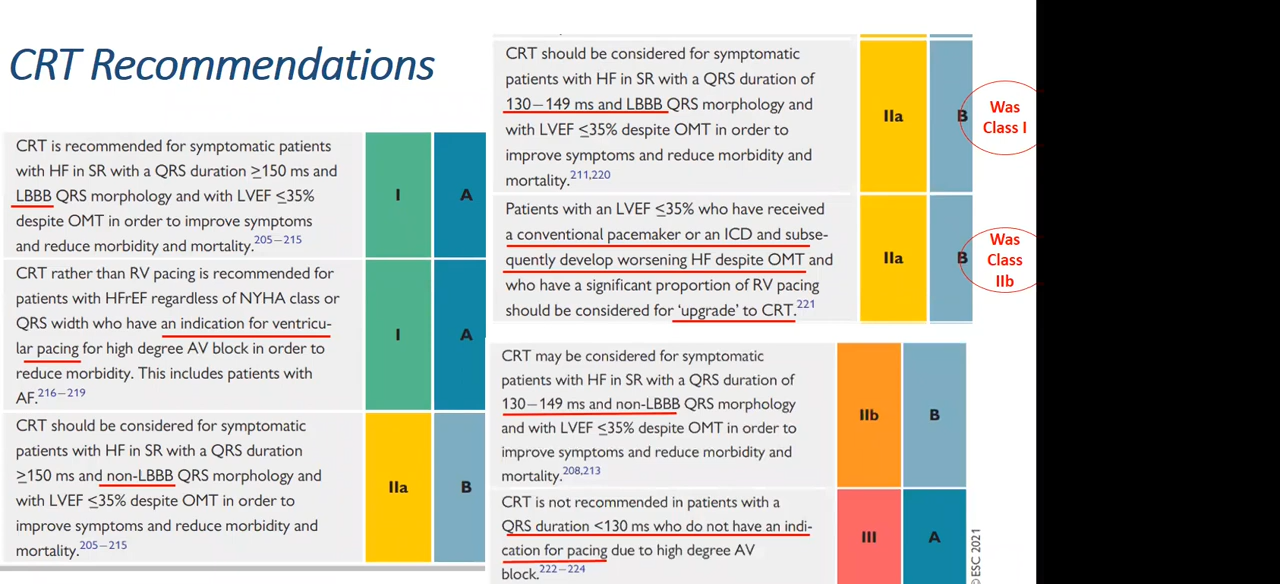 CRT Recommendations
CRT is recommended for symptomatic patients
with HF in SR with a QRS duration ≥150 ms and
LBBB QRS morphology and with LVEF ≤35%
despite OMT in order to improve symptoms
and reduce morbidity and mortality.205–215
I
A
CRT rather than RV pacing is recommended for
patients with HFrEF regardless of NYHA class or
QRS width who have an indication for ventricu-
lar pacing for high degree AV block in order to
reduce morbidity. This includes patients with
AF.216–219
I
A
CRT should be considered for symptomatic
patients with HF in SR with a QRS duration
≥150 ms and non-LBBB QRS morphology and
with LVEF ≤35% despite OMT in order to
improve symptoms and reduce morbidity and
mortality.205–215
IIa
B
CRT should be considered for symptomatic
patients with HF in SR with a QRS duration of
130–149 ms and LBBB QRS morphology and
with LVEF ≤35% despite OMT in order to
improve symptoms and reduce morbidity and
mortality.211,220
IIa
B
Was
Class I
Patients with an LVEF ≤35% who have received
a conventional pacemaker or an ICD and subse-
quently develop worsening HF despite OMT and
who have a significant proportion of RV pacing
should be considered for ‘upgrade’ to CRT.221
IIa
B
Was
Class
IIb
CRT may be considered for symptomatic
patients with HF in SR with a QRS duration of
130–149 ms and non-LBBB QRS morphology
and with LVEF ≤35% despite OMT in order to
improve symptoms and reduce morbidity and
mortality.208,213
IIb
B
CRT is not recommended in patients with a
QRS duration <130 ms who do not have an indi-
cation for pacing due to high degree AV
block.222–224
III
A
© ESC 2021